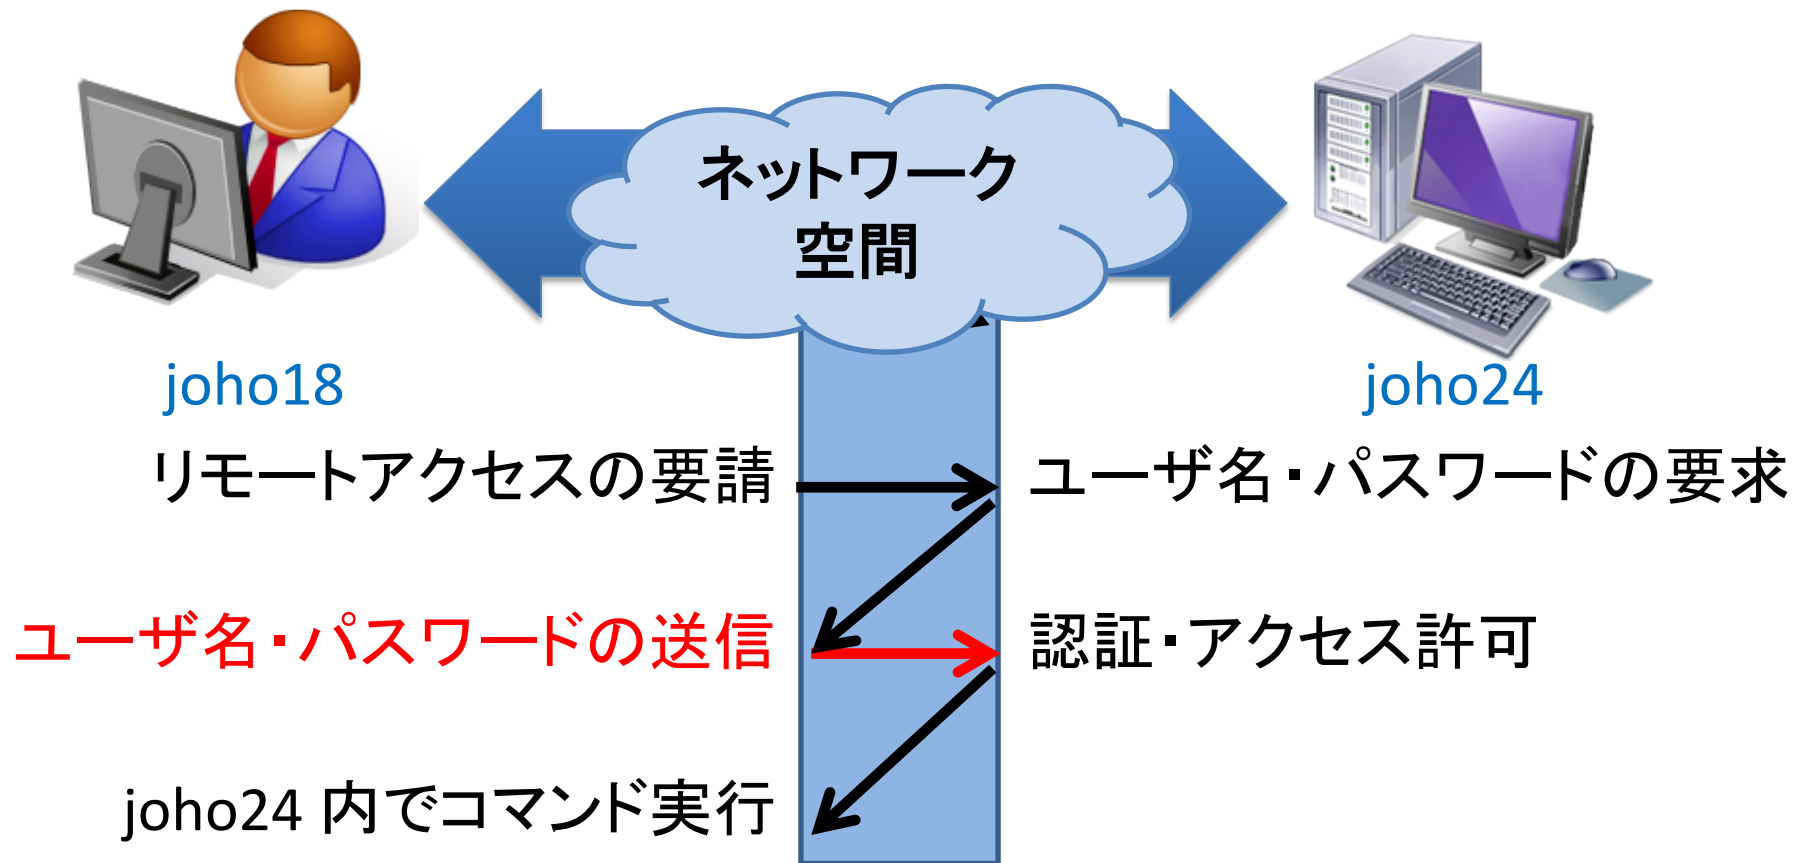 ネットワーク
空間
joho18
joho24
リモートアクセスの要請
ユーザ名・パスワードの要求
ユーザ名・パスワードの送信
認証・アクセス許可
joho24 内でコマンド実行